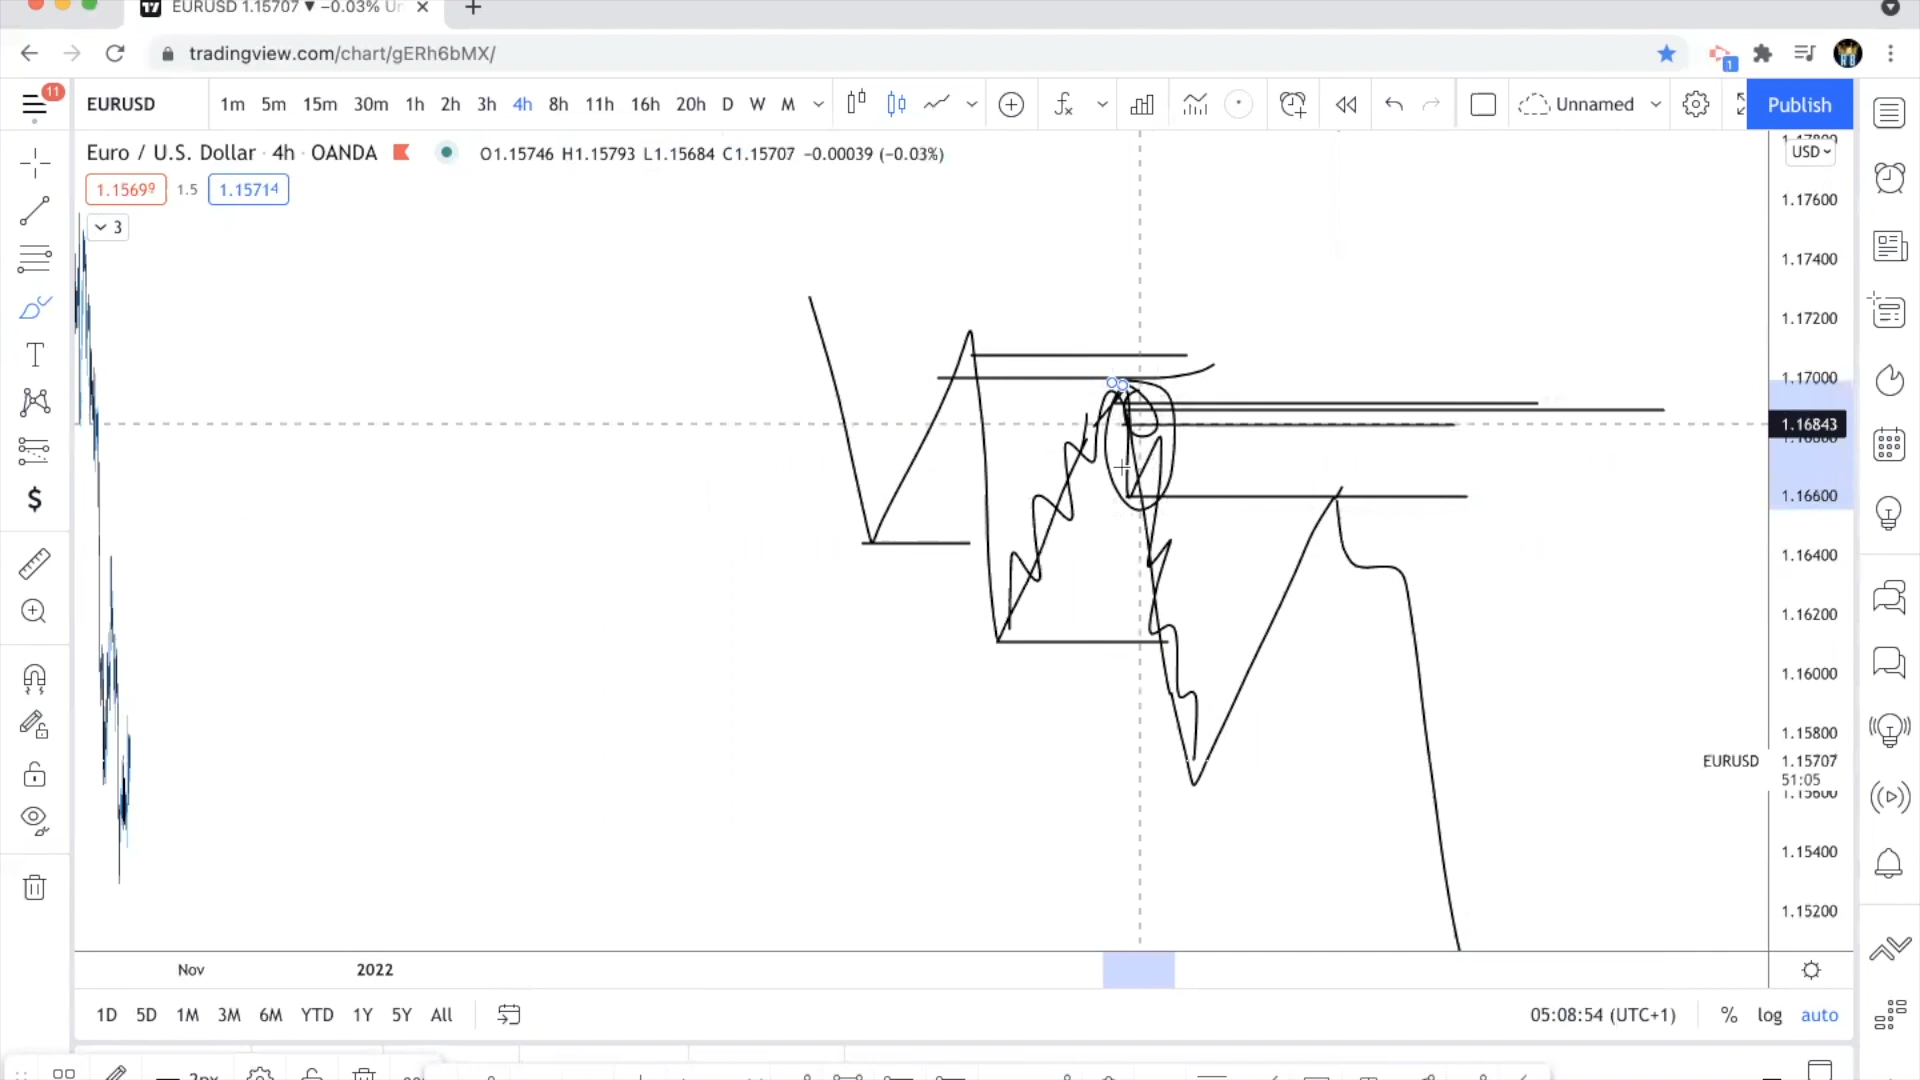 EURUSD 1.15707 ▼ −0.03% Un
tradingview.com/chart/gERh6bMX/
1
11
EURUSD 1m 5m 15m 30m 1h 2h 3h 4h 8h 11h 16h 20h D W M Unnamed Publish
Euro / U.S. Dollar · 4h · OANDA O1.15746 H1.15793 L1.15684 C1.15707 −0.00039 (−0.03%)
USD
1.15699 1.5 1.15714
3
1.17600
1.17400
1.17200
1.17000
1.16843
1.16600
1.16400
1.16200
1.16000
1.15800
EURUSD 1.15707
51:05
1.15400
1.15200
Nov 2022
1D 5D 1M 3M 6M YTD 1Y 5Y All 05:08:54 (UTC+1) % log auto
2px